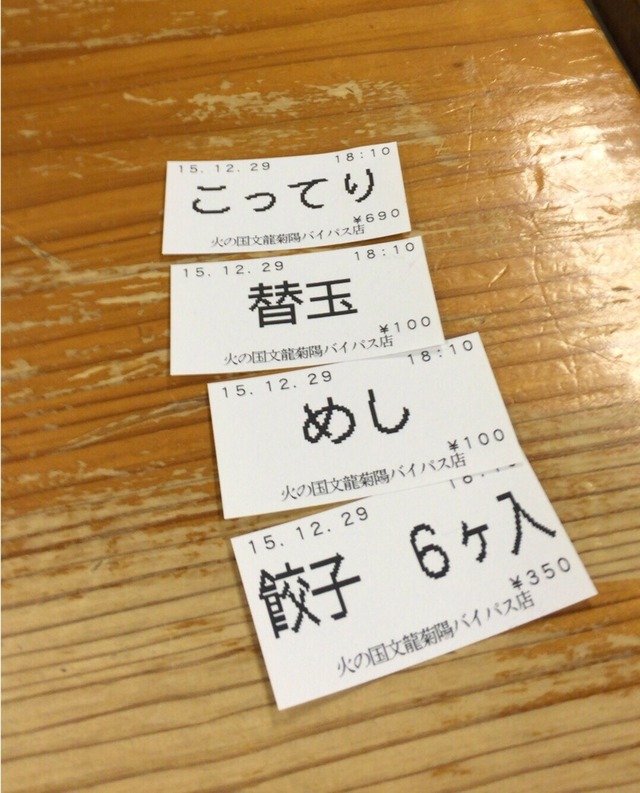 15.12.29 18:10
こってり
¥690
火の国文龍菊陽バイパス店
15.12.29 18:10
替玉
¥100
火の国文龍菊陽バイパス店
15.12.29 18:10
めし
¥100
火の国文龍菊陽バイパス店
15.12.29 18:10
餃子 6ヶ入
¥350
火の国文龍菊陽バイパス店